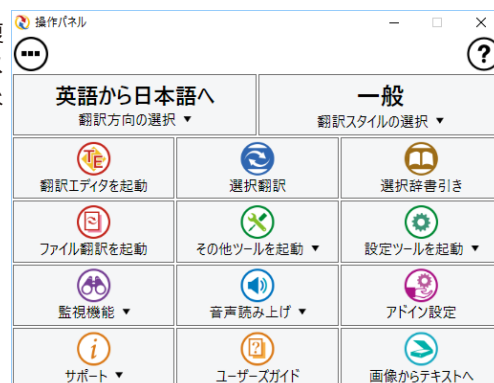 操作パネル
英語から日本語へ
翻訳方向の選択 ▼
一般
翻訳スタイルの選択 ▼
TE
翻訳エディタを起動
選択翻訳
選択辞書引き
ファイル翻訳を起動
その他ツールを起動 ▼
設定ツールを起動 ▼
監視機能 ▼
音声読み上げ ▼
アドイン設定
サポート ▼
ユーザーズガイド
画像からテキストへ